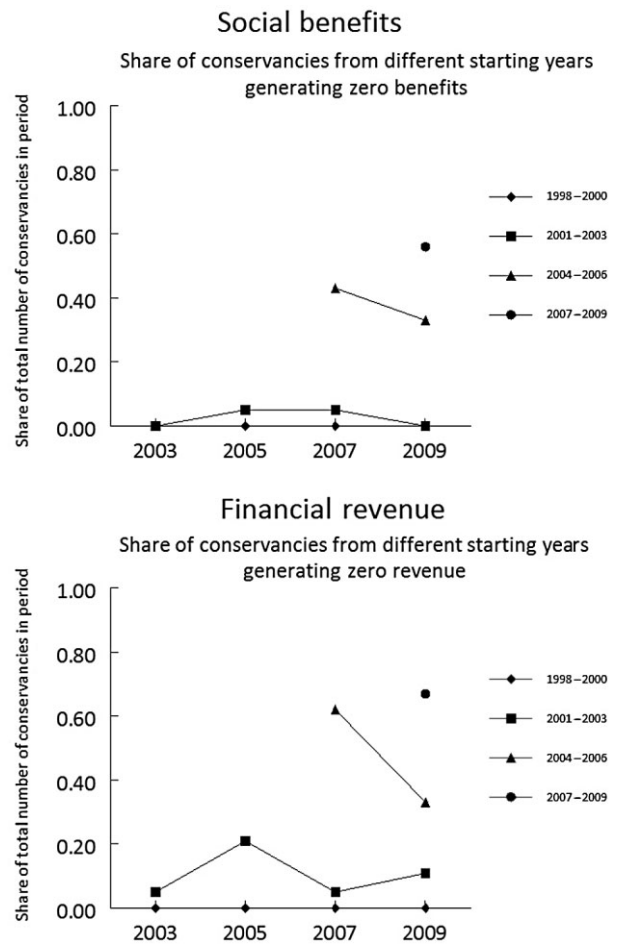 Social benefits
Share of conservancies from different starting years
generating zero benefits
Share of total number of conservancies in period
1.00
0.80
0.60
0.40
0.20
0.00
2003 2005 2007 2009
1998–2000
2001–2003
2004–2006
2007–2009
Financial revenue
Share of conservancies from different starting years
generating zero revenue
Share of total number of conservancies in period
1.00
0.80
0.60
0.40
0.20
0.00
2003 2005 2007 2009
1998–2000
2001–2003
2004–2006
2007–2009